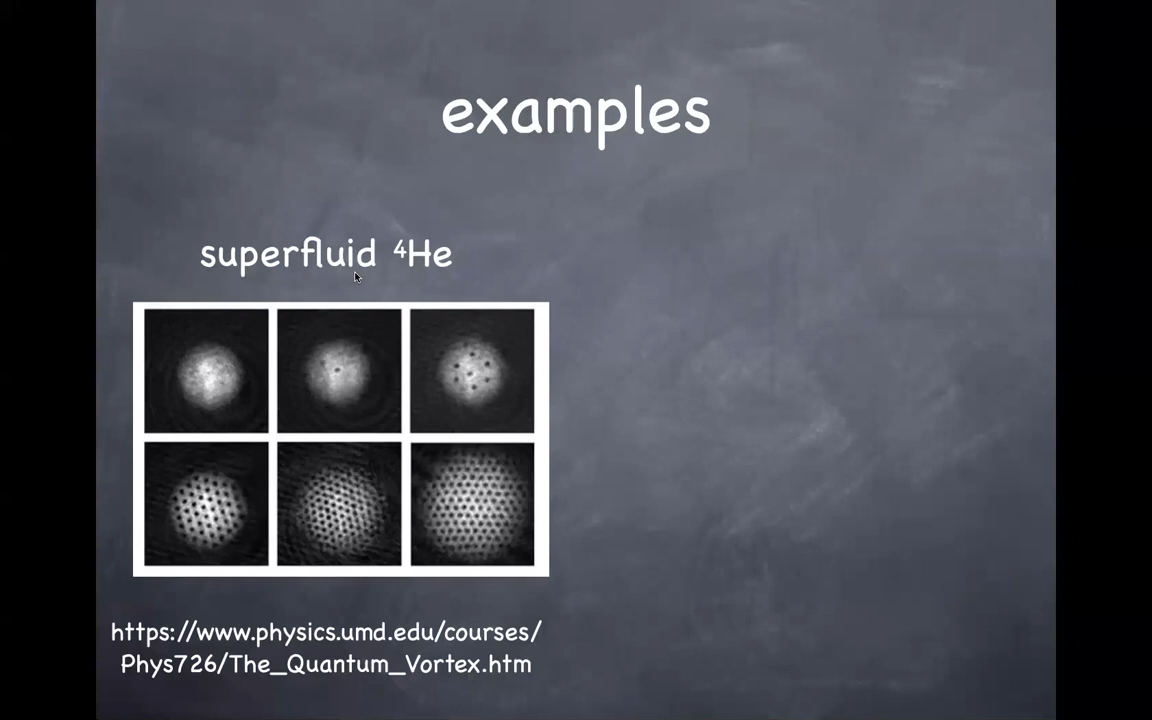 examples
superfluid ⁴He
https://www.physics.umd.edu/courses/
Phys726/The_Quantum_Vortex.htm